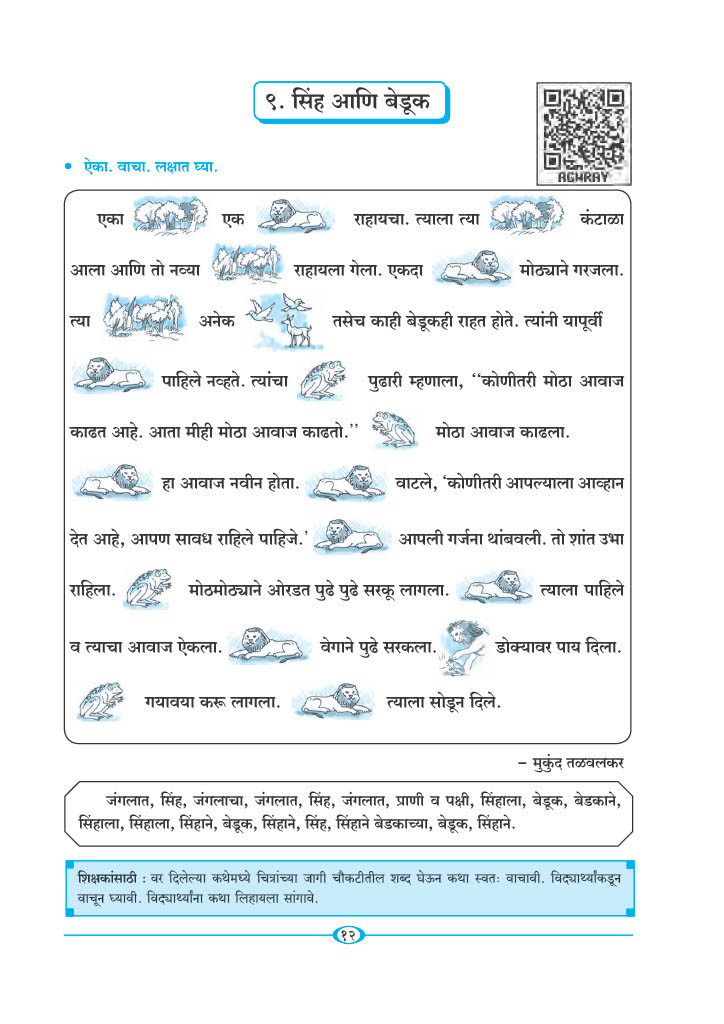 ९. सिंह आणि बेडूक
AGWRAY
• ऐका. वाचा. लक्षात घ्या.
एका एक राहायचा. त्याला त्या कंटाळा
आला आणि तो नव्या राहायला गेला. एकदा मोठ्याने गरजला.
त्या अनेक तसेच काही बेडूकही राहत होते. त्यांनी यापूर्वी
पाहिले नव्हते. त्यांचा पुढारी म्हणाला, ‘‘कोणीतरी मोठा आवाज
काढत आहे. आता मीही मोठा आवाज काढतो.’’ मोठा आवाज काढला.
हा आवाज नवीन होता. वाटले, ‘कोणीतरी आपल्याला आव्हान
देत आहे, आपण सावध राहिले पाहिजे.’ आपली गर्जना थांबवली. तो शांत उभा
राहिला. मोठमोठ्याने ओरडत पुढे पुढे सरकू लागला. त्याला पाहिले
व त्याचा आवाज ऐकला. वेगाने पुढे सरकला. डोक्यावर पाय दिला.
गयावया करू लागला. त्याला सोडून दिले.
– मुकुंद तळवलकर
जंगलात, सिंह, जंगलाचा, जंगलात, सिंह, जंगलात, प्राणी व पक्षी, सिंहाला, बेडूक, बेडकाने,
सिंहाला, सिंहाला, सिंहाने, बेडूक, सिंहाने, सिंह, सिंहाने बेडकाच्या, बेडूक, सिंहाने.
शिक्षकांसाठी : वर दिलेल्या कथेमध्ये चित्रांच्या जागी चौकटीतील शब्द घेऊन कथा स्वतः वाचावी. विद्यार्थ्यांकडून
वाचून घ्यावी. विद्यार्थ्यांना कथा लिहायला सांगावे.
१२